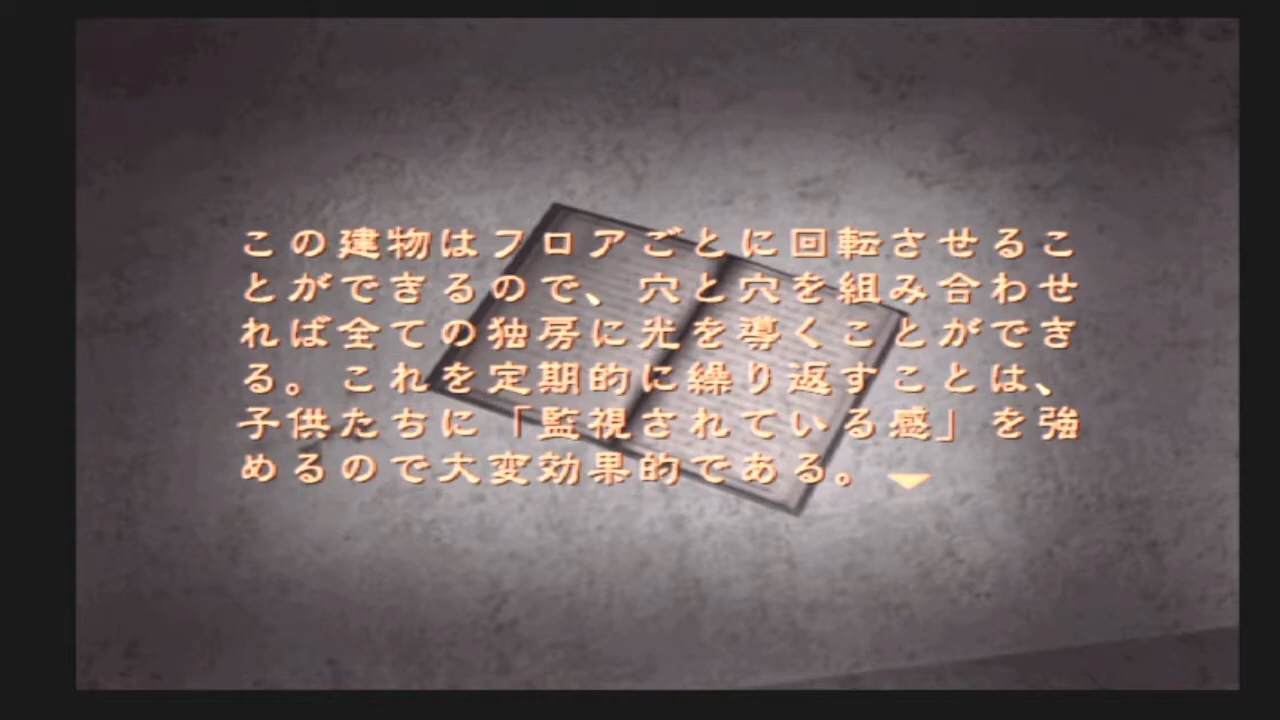 この建物はフロアごとに回転させるこ
とができるので、穴と穴を組み合わせ
れば全ての独房に光を導くことができ
る。これを定期的に繰り返すことは、
子供たちに「監視されている感」を強
めるので大変効果的である。